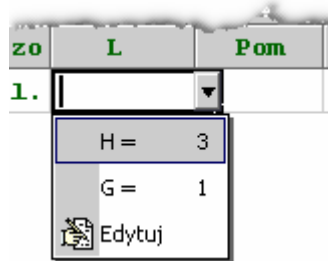 zo L Pom
1.
H = 3
G = 1
Edytuj